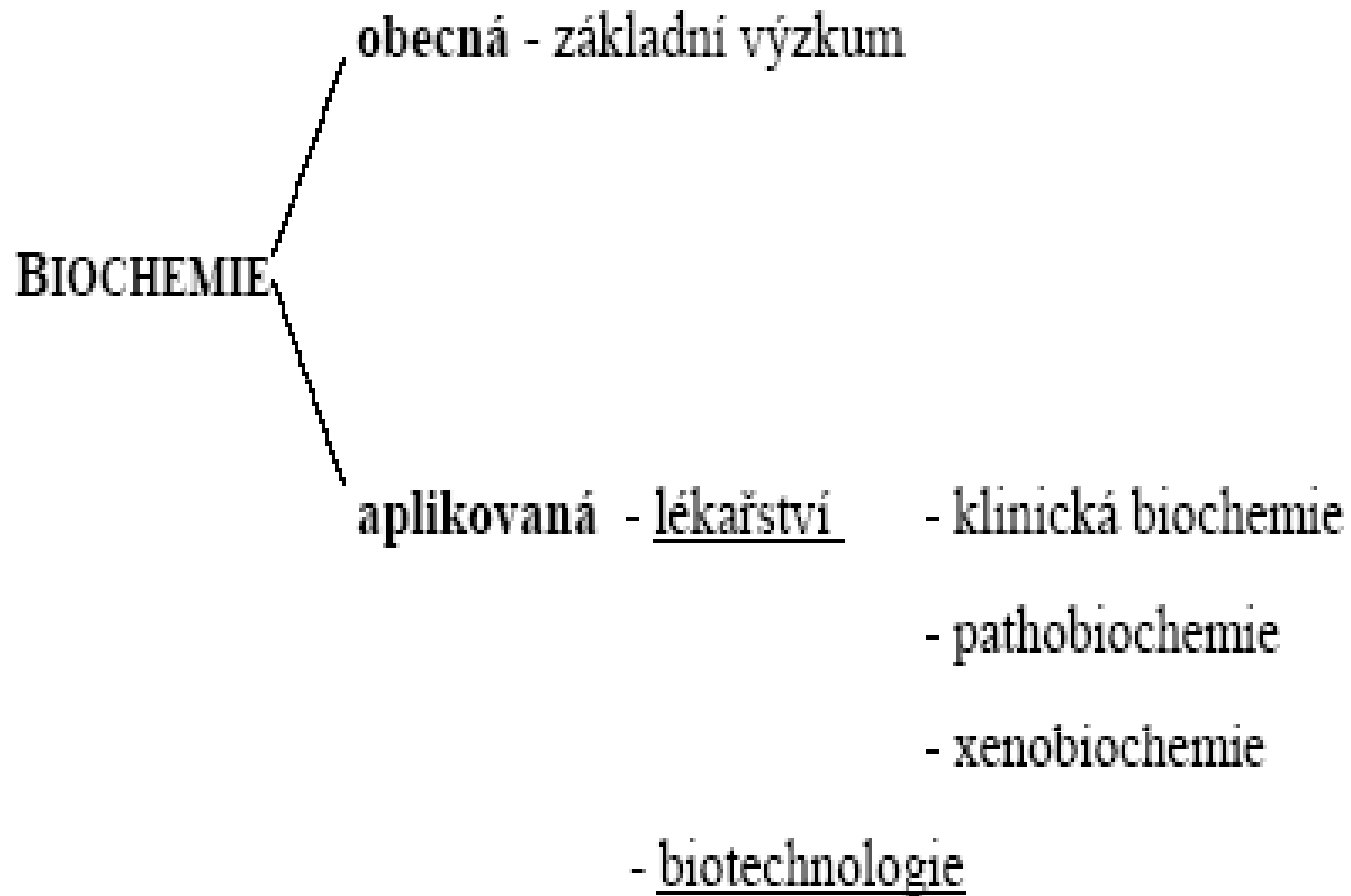 obecná - základní výzkum
BIOCHEMIE
aplikovaná - lékařství - klinická biochemie
- pathobiochemie
- xenobiochemie
- biotechnologie